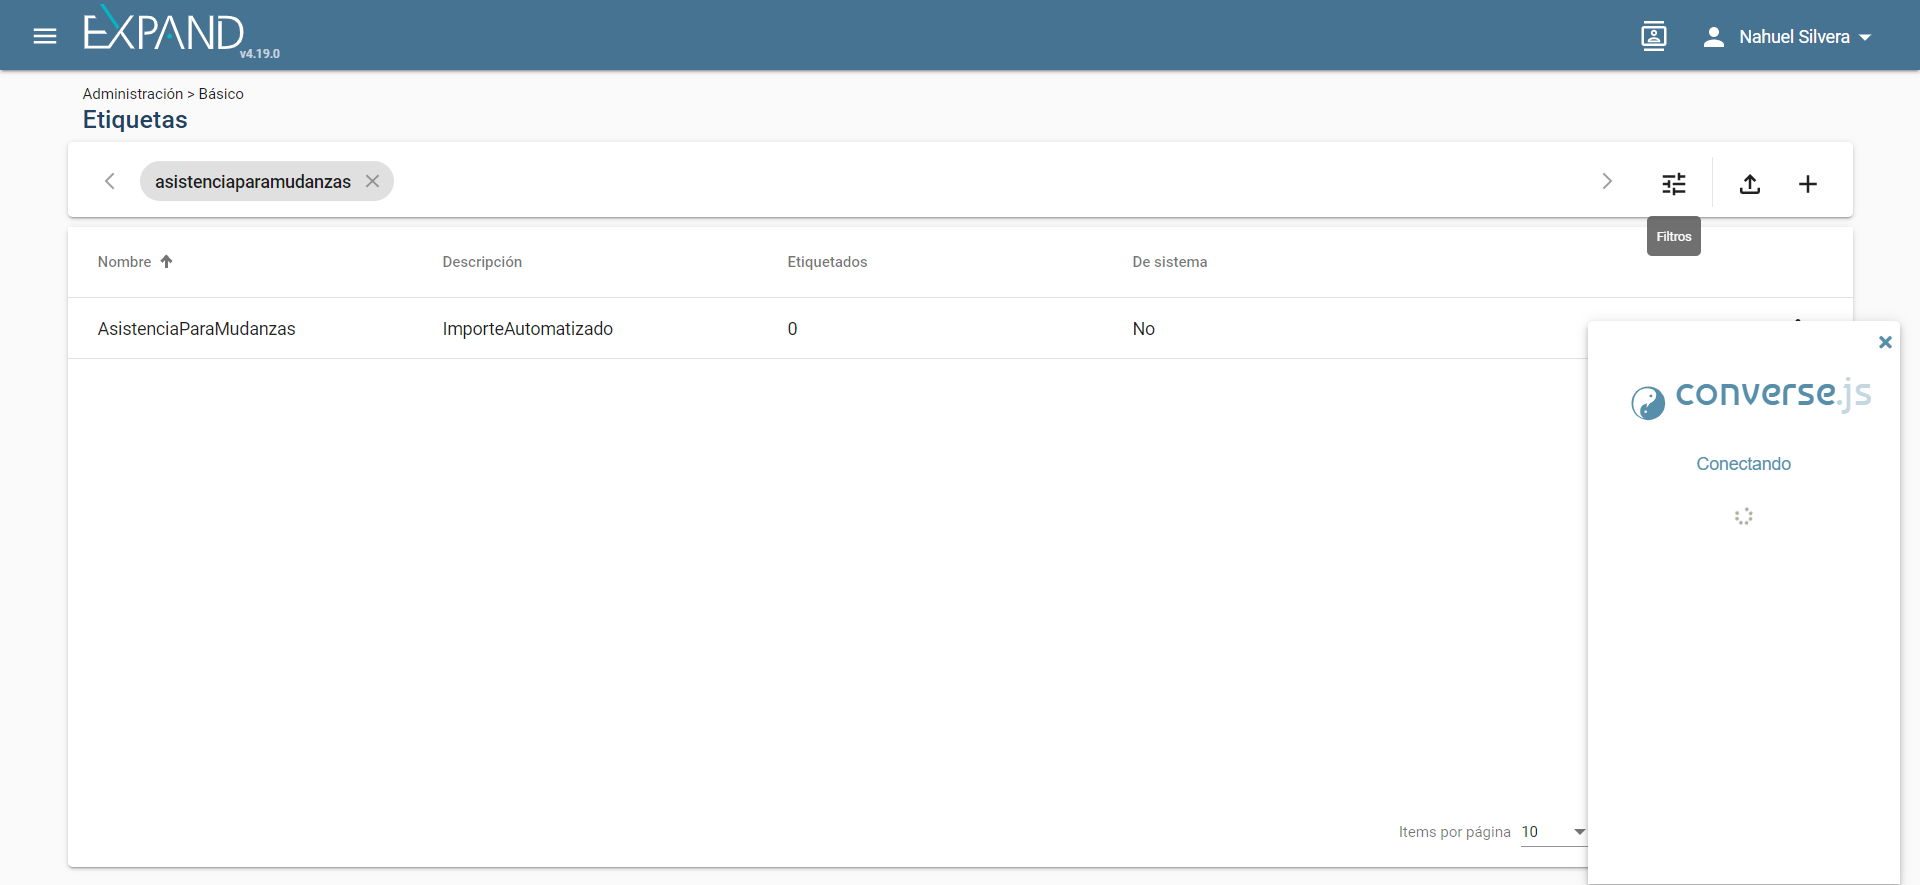 EXPAND
v4.19.0
Nahuel Silvera
Administración > Básico
Etiquetas
asistenciaparamudanzas
Filtros
Nombre Descripción Etiquetados De sistema
AsistenciaParaMudanzas ImporteAutomatizado 0 No
converse.js
Conectando
Items por página 10